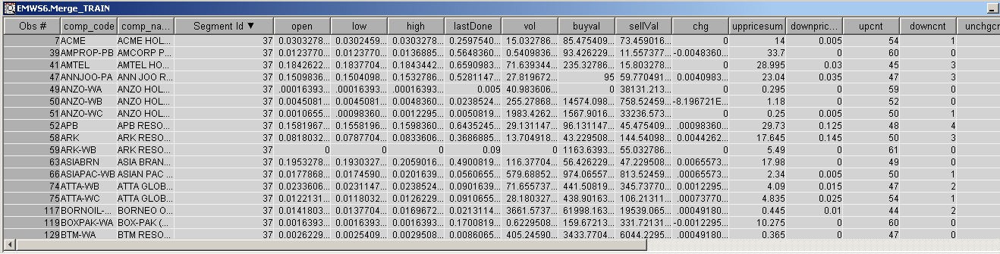 EMWS6.Merge_TRAIN
Obs # comp_code comp_na... Segment Id ▼ open low high lastDone vol buyval sellVal chg uppricesum downpric... upcnt downcnt unchgcr
7 ACME ACME HOL... 37 0.0303278... 0.0302459... 0.0303278... 0.2597540... 15.032786... 85.475409... 73.459016... 0 14 0.005 54 1
39 AMPROP-PB AMCORP P... 37 0.0123770... 0.0123770... 0.0136885... 0.5648360... 0.5409836... 93.426229... 11.557377... -0.0048360... 33.7 0 60 0
41 AMTEL AMTEL HO... 37 0.1842622... 0.1837704... 0.1843442... 0.6590983... 71.639344... 235.32786... 15.803278... 0 28.995 0.03 45 3
47 ANNJOO-PA ANN JOO R... 37 0.1509836... 0.1504098... 0.1532786... 0.5281147... 27.819672... 95 59.770491... 0.0040983... 23.04 0.035 47 3
49 ANZO-WA ANZO HOL... 37 .00016393... .00016393... .00016393... 0.005 40.983606... 0 38131.213... 0 0.295 0 59 0
50 ANZO-WB ANZO HOL... 37 0.0045081... 0.0045081... 0.0048360... 0.0238524... 255.27868... 14574.098... 758.52459... -8.196721E... 1.18 0 52 0
51 ANZO-WC ANZO HOL... 37 0.0010655... .00098360... 0.0012295... 0.0050819... 1983.4262... 1567.9016... 33236.573... 0 0.25 0.005 50 1
52 APB APB RESO... 37 0.1581967... 0.1558196... 0.1598360... 0.6435245... 29.131147... 96.131147... 45.475409... .00098360... 29.73 0.125 48 4
58 ARK ARK RESO... 37 0.0818032... 0.0787704... 0.0833606... 0.3686885... 13.704918... 43.229508... 144.54098... 0.0044262... 17.645 0.145 50 3
59 ARK-WB ARK RESO... 37 0 0 0 0.09 0 1163.6393... 55.032786... 0 5.49 0 61 0
63 ASIABRN ASIA BRAN... 37 0.1953278... 0.1930327... 0.2059016... 0.4900819... 116.37704... 56.426229... 47.229508... 0.0065573... 17.98 0 49 0
66 ASIAPAC-WB ASIAN PAC ... 37 0.0177868... 0.0174590... 0.0201639... 0.0560655... 579.68852... 974.06557... 813.52459... .00065573... 2.34 0.005 50 1
74 ATTA-WB ATTA GLOB... 37 0.0233606... 0.0231147... 0.0238524... 0.0901639... 71.655737... 441.50819... 345.73770... 0.0012295... 4.09 0.015 47 2
75 ATTA-WC ATTA GLOB... 37 0.0122131... 0.0118032... 0.0126229... 0.0910655... 28.180327... 438.90163... 106.21311... .00073770... 4.835 0.025 54 1
117 BORNOIL-... BORNEO O... 37 0.0141803... 0.0137704... 0.0169672... 0.0213114... 3661.5737... 61998.163... 19539.065... .00049180... 0.445 0.01 44 2
119 BOXPAK-WA BOX-PAK (... 37 0.0016393... 0.0016393... 0.0016393... 0.1700819... 0.6229508... 159.67213... 331.72131... -0.0012295... 10.275 0 60 0
129 BTM-WA BTM RESO... 37 0.0026229... 0.0026229... 0.0029508... 0.0086065... 405.24590... 3433.7704... 6044.2295... .00049180... 0.365 0 47 0